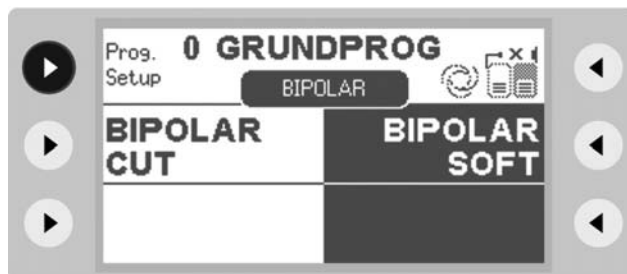 Prog. 0 GRUNDPROG
Setup
BIPOLAR
BIPOLAR CUT
BIPOLAR SOFT